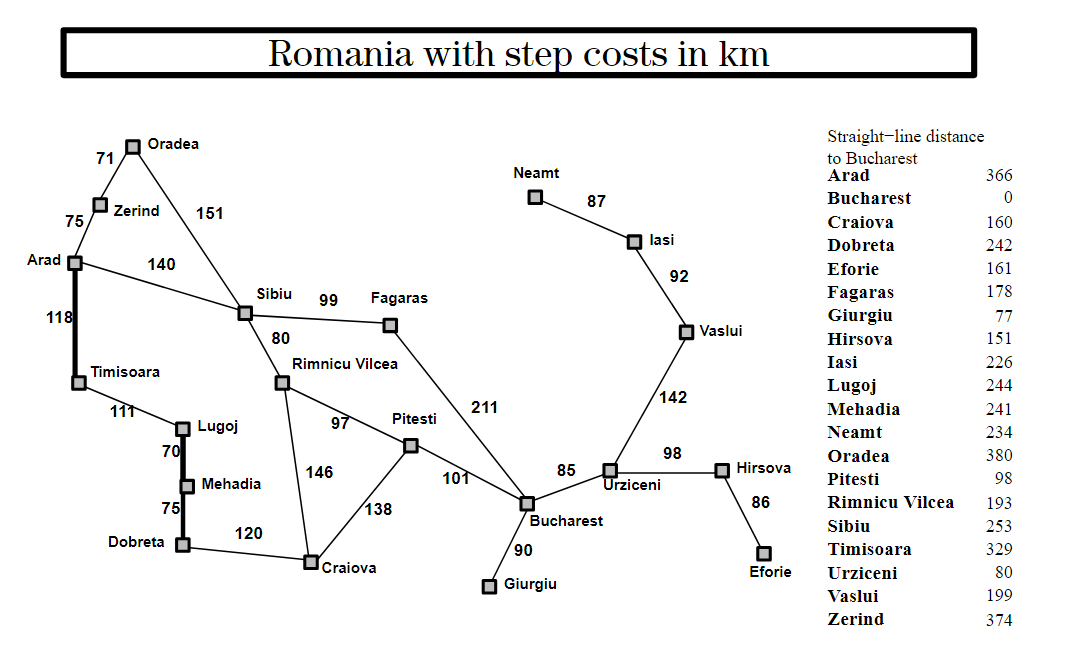 Romania with step costs in km
Oradea
71
Neamt
87
Zerind
151
75
Iasi
Arad
140
92
Sibiu
99
Fagaras
118
80
Vaslui
Rimnicu Vilcea
Timisoara
142
111
211
Lugoj
97
Pitesti
70
98
Hirsova
146
85
101
Mehadia
Urziceni
75
138
86
Bucharest
120
Dobreta
90
Craiova
Eforie
Giurgiu
Straight−line distance
to Bucharest
Arad 366
Bucharest 0
Craiova 160
Dobreta 242
Eforie 161
Fagaras 178
Giurgiu 77
Hirsova 151
Iasi 226
Lugoj 244
Mehadia 241
Neamt 234
Oradea 380
Pitesti 98
Rimnicu Vilcea 193
Sibiu 253
Timisoara 329
Urziceni 80
Vaslui 199
Zerind 374